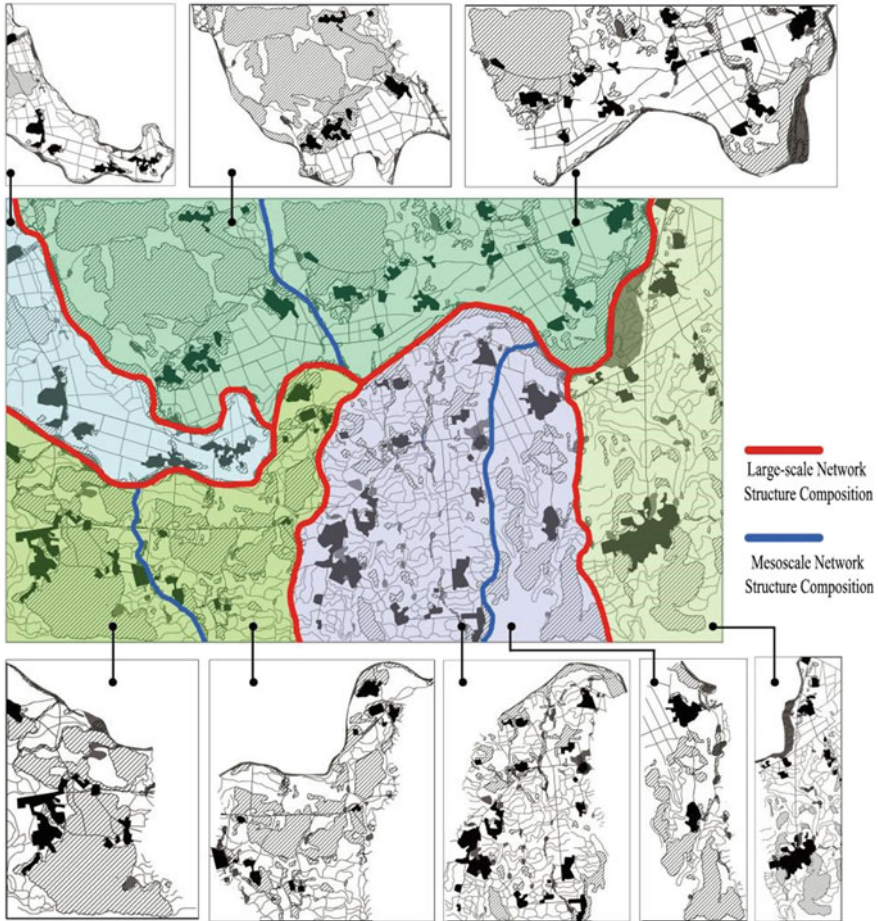 Large-scale Network
Structure Composition
Mesoscale Network
Structure Composition